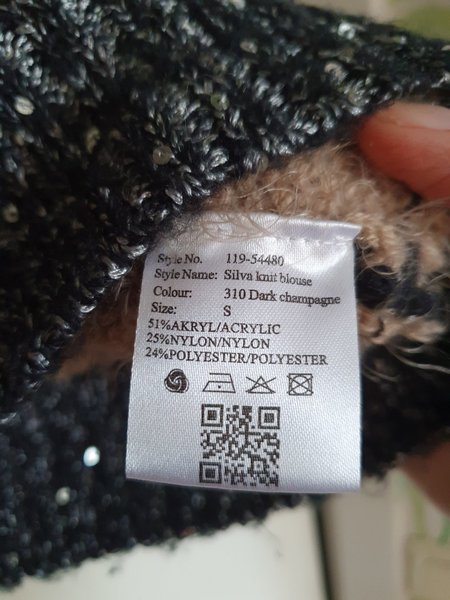 Style No. 119-54480
Style Name: Silva knit blouse
Colour: 310 Dark champagne
Size: S
51%AKRYL/ACRYLIC
25%NYLON/NYLON
24%POLYESTER/POLYESTER